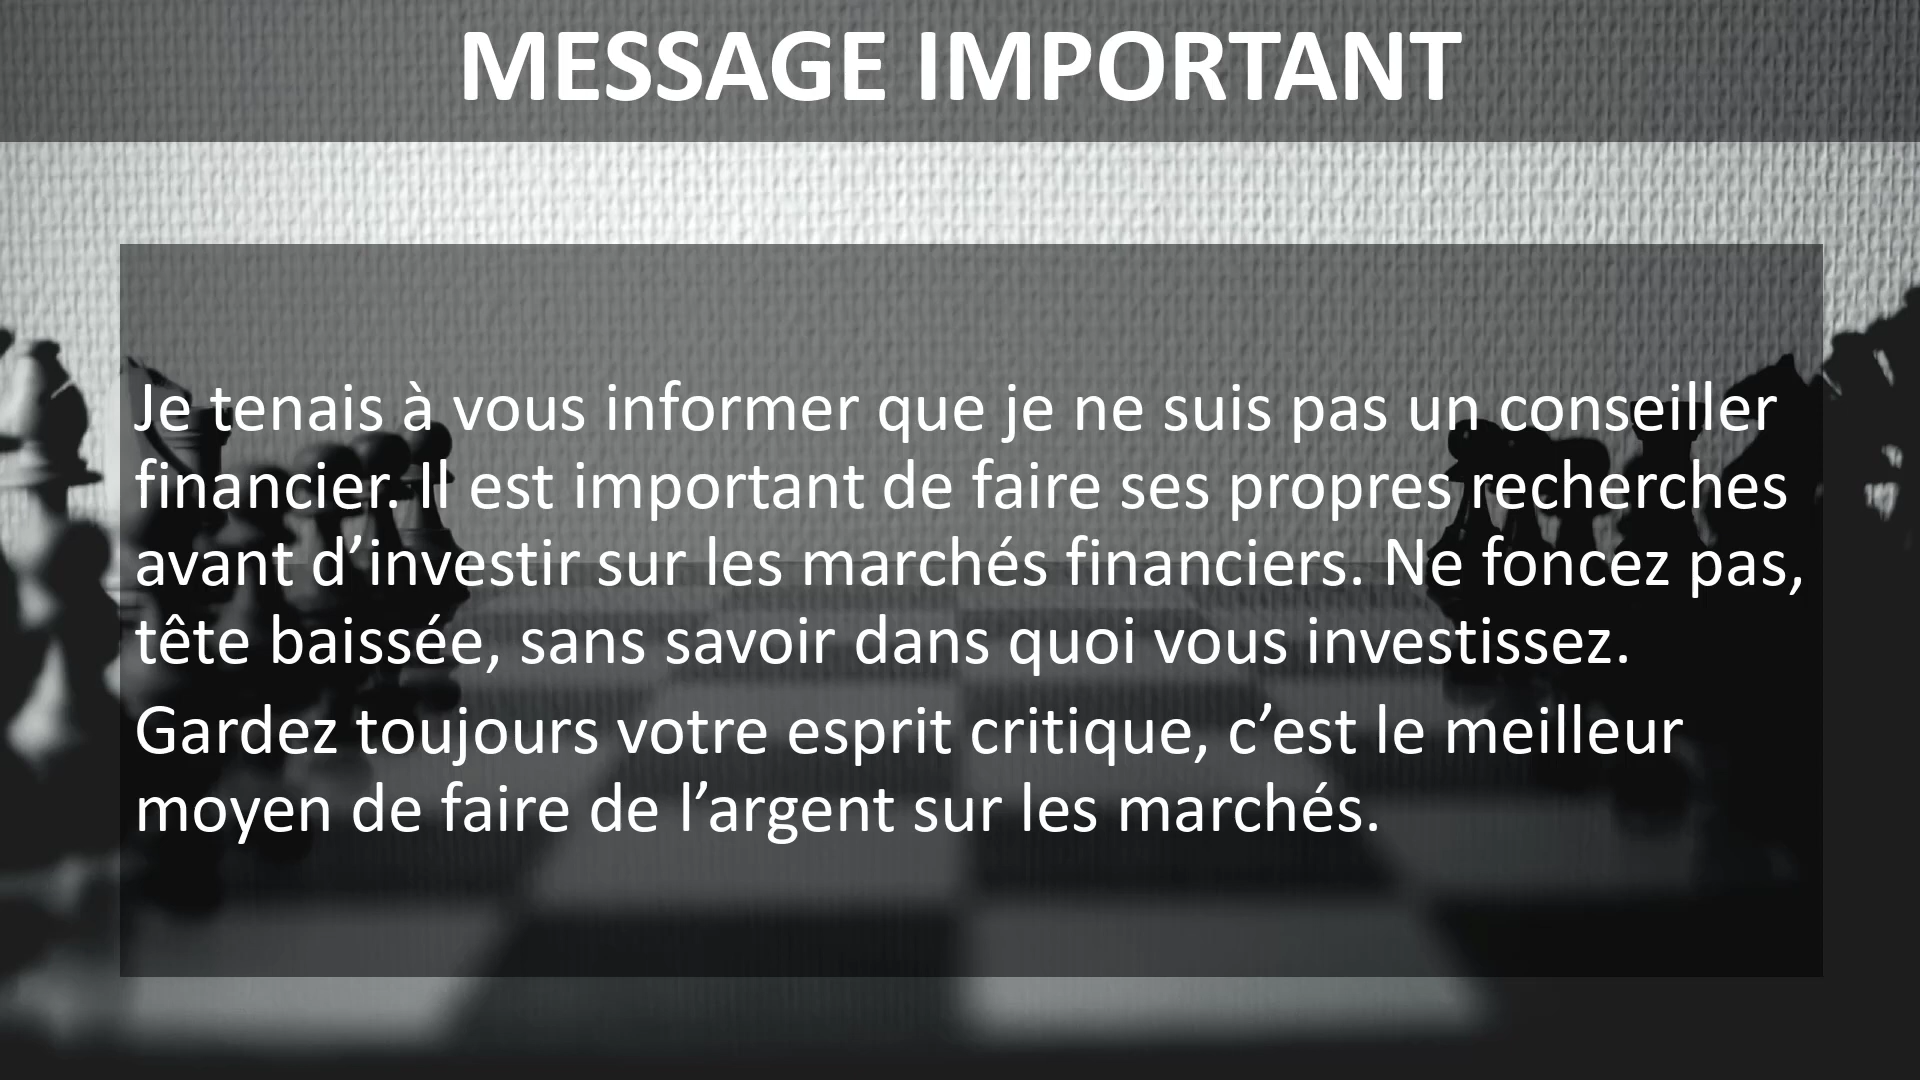 MESSAGE IMPORTANT
Je tenais à vous informer que je ne suis pas un conseiller
financier. Il est important de faire ses propres recherches
avant d’investir sur les marchés financiers. Ne foncez pas,
tête baissée, sans savoir dans quoi vous investissez.
Gardez toujours votre esprit critique, c’est le meilleur
moyen de faire de l’argent sur les marchés.